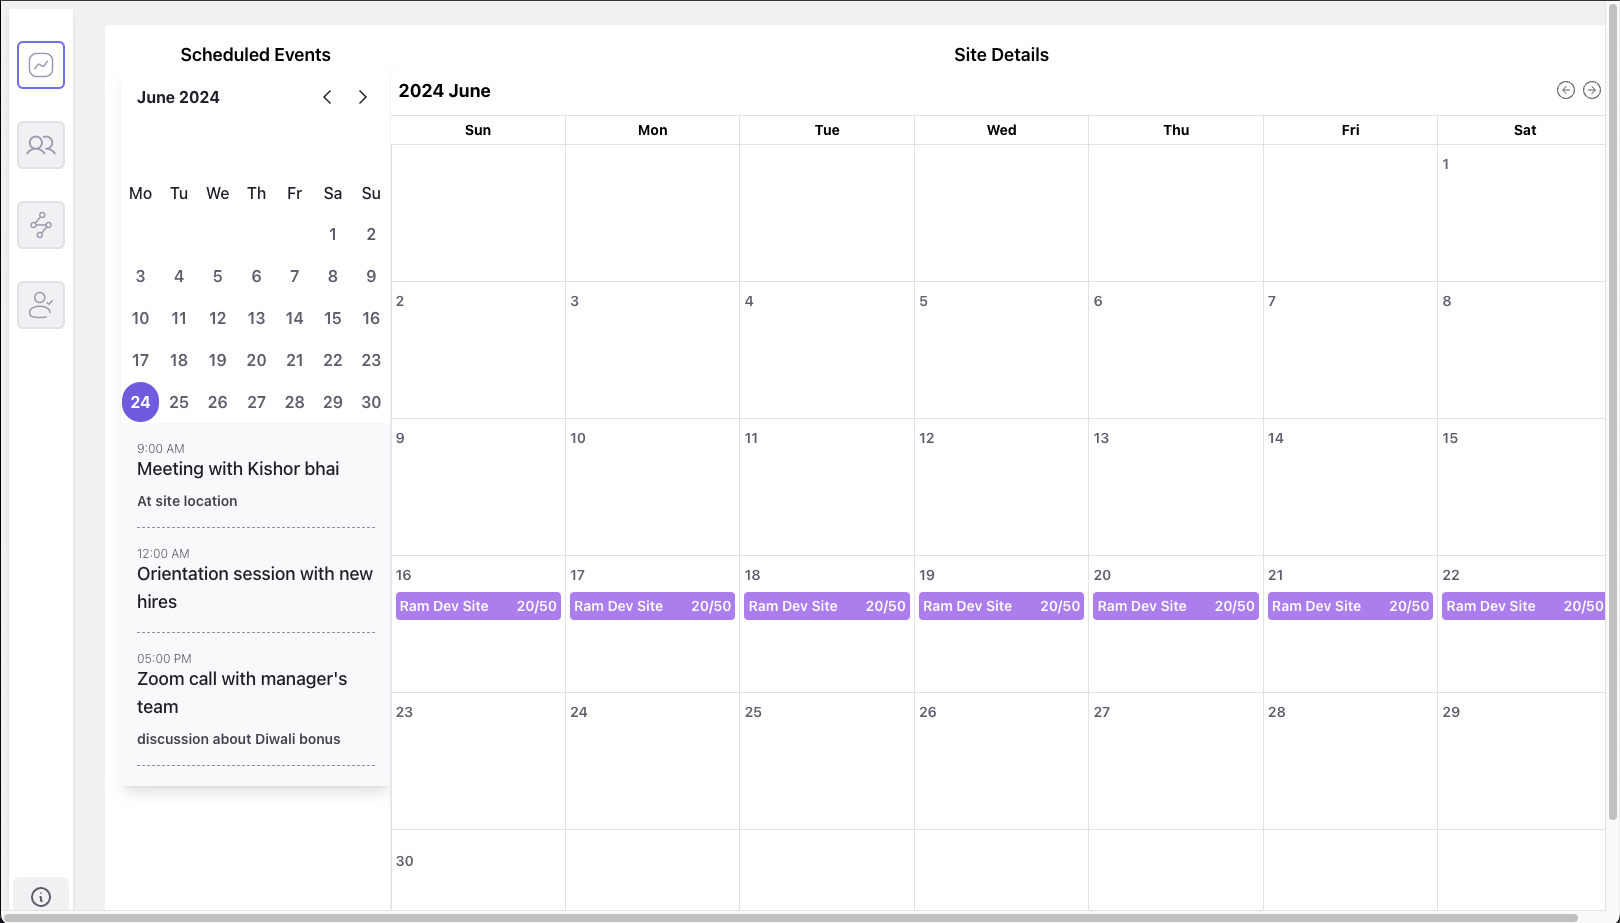 Scheduled Events
June 2024
Mo Tu We Th Fr Sa Su
1 2
3 4 5 6 7 8 9
10 11 12 13 14 15 16
17 18 19 20 21 22 23
24 25 26 27 28 29 30
9:00 AM
Meeting with Kishor bhai
At site location
12:00 AM
Orientation session with new
hires
05:00 PM
Zoom call with manager's
team
discussion about Diwali bonus
Site Details
2024 June
Sun Mon Tue Wed Thu Fri Sat
1
2 3 4 5 6 7 8
9 10 11 12 13 14 15
16 17 18 19 20 21 22
Ram Dev Site 20/50 Ram Dev Site 20/50 Ram Dev Site 20/50 Ram Dev Site 20/50 Ram Dev Site 20/50 Ram Dev Site 20/50 Ram Dev Site 20/50
23 24 25 26 27 28 29
30